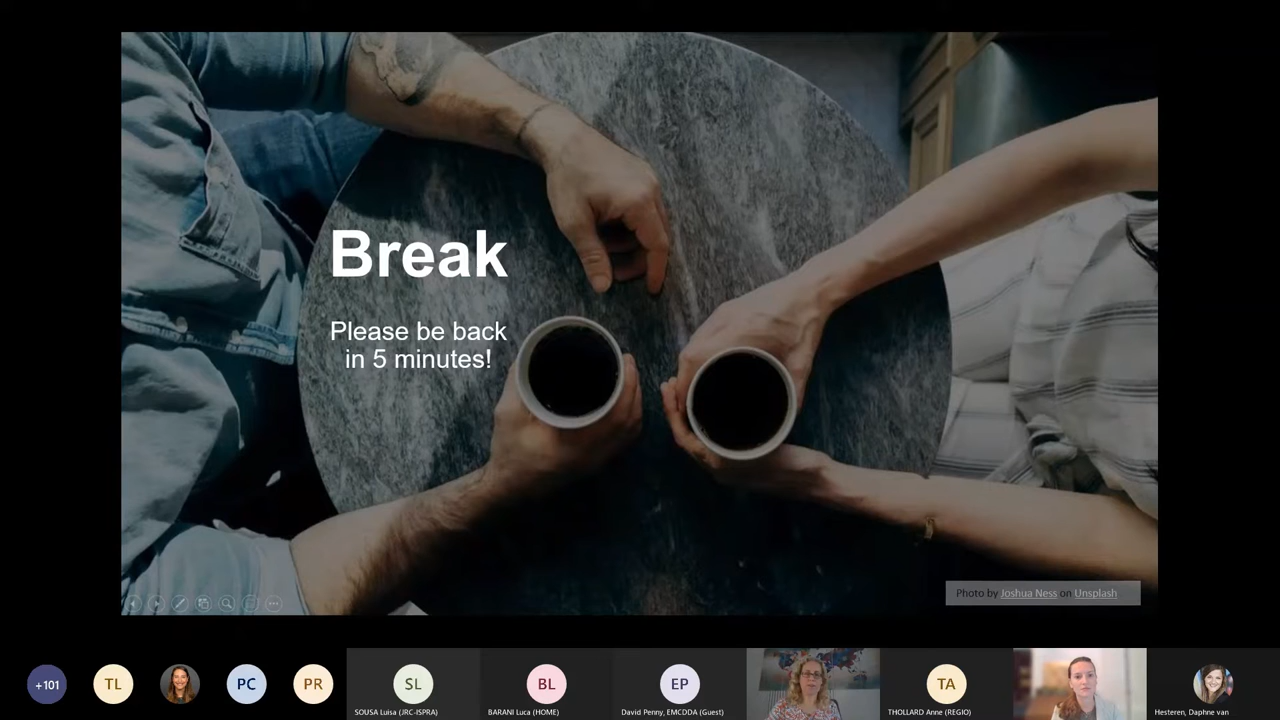 Break
Please be back
in 5 minutes!
Photo by Joshua Ness on Unsplash
+101
TL
PC
PR
SL
BL
EP
TA
SOUSA Luisa (JRC-ISPRA)
BARANI Luca (HOME)
David Penny, EMCDDA (Guest)
THOLLARD Anne (REGIO)
Hesteren, Daphne van